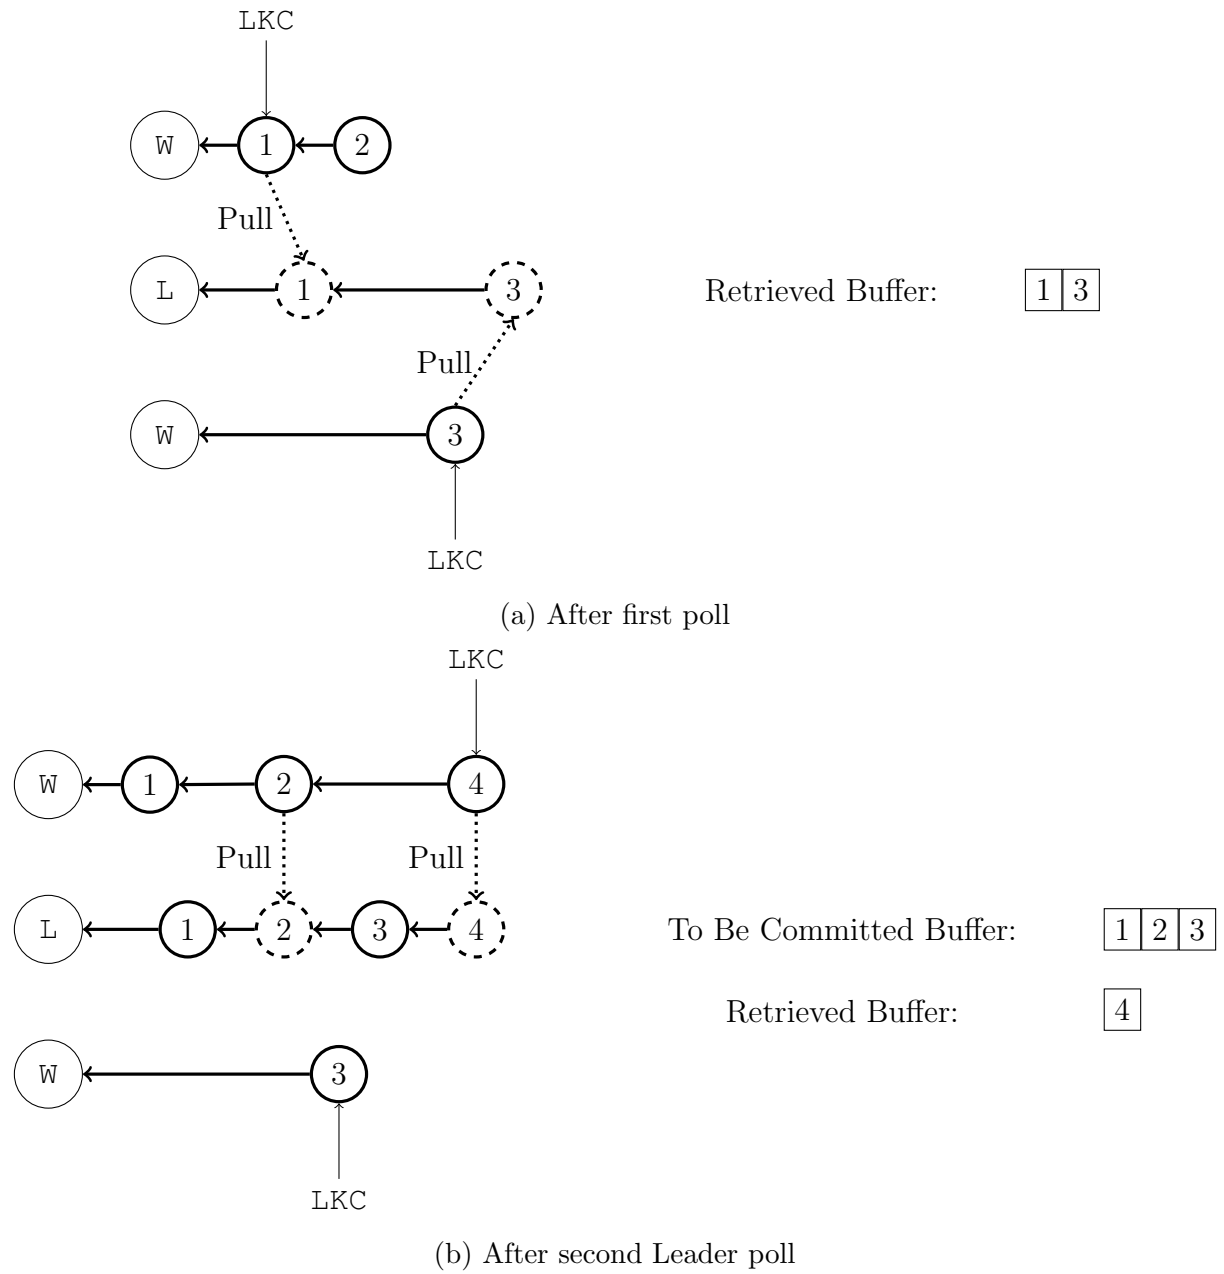 LKC
W 1 2
Pull
L 1 3 Retrieved Buffer: 1 3
Pull
W 3
LKC
(a) After first poll
LKC
W 1 2 4
Pull Pull
L 1 2 3 4 To Be Committed Buffer: 1 2 3
Retrieved Buffer: 4
W 3
LKC
(b) After second Leader poll